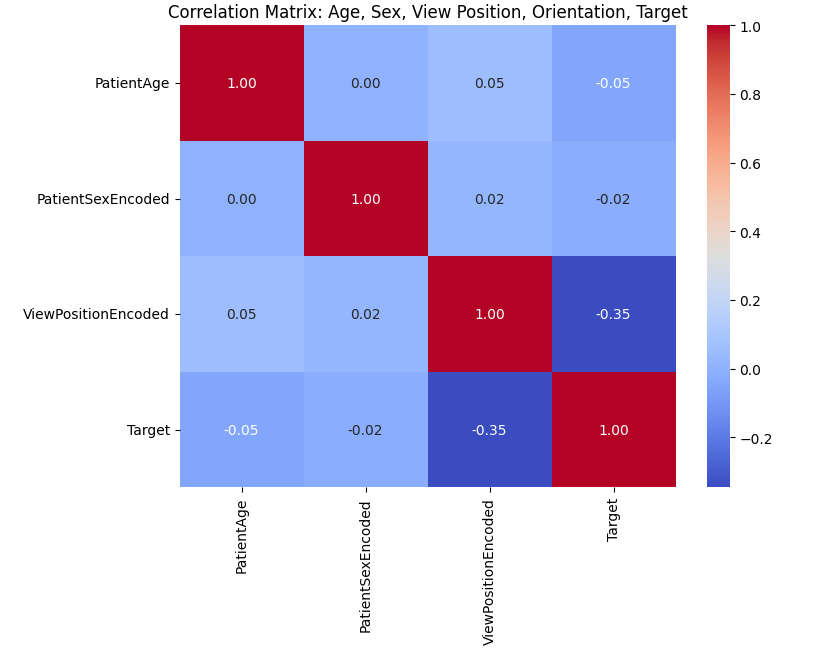 Correlation Matrix: Age, Sex, View Position, Orientation, Target
PatientAge 1.00 0.00 0.05 -0.05
PatientSexEncoded 0.00 1.00 0.02 -0.02
ViewPositionEncoded 0.05 0.02 1.00 -0.35
Target -0.05 -0.02 -0.35 1.00
PatientAge
PatientSexEncoded
ViewPositionEncoded
Target
1.0
0.8
0.6
0.4
0.2
0.0
−0.2